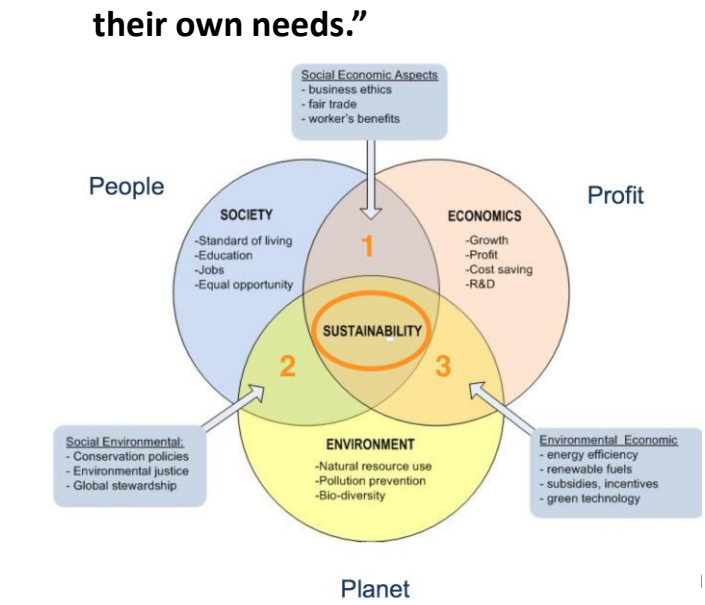 their own needs.”
Social Economic Aspects
- business ethics
- fair trade
- worker's benefits
People
Profit
SOCIETY
-Standard of living
-Education
-Jobs
-Equal opportunity
1
ECONOMICS
-Growth
-Profit
-Cost saving
-R&D
SUSTAINABILITY
2
3
Social Environmental:
- Conservation policies
- Environmental justice
- Global stewardship
ENVIRONMENT
-Natural resource use
-Pollution prevention
-Bio-diversity
Environmental Economic
- energy efficiency
- renewable fuels
- subsidies, incentives
- green technology
Planet